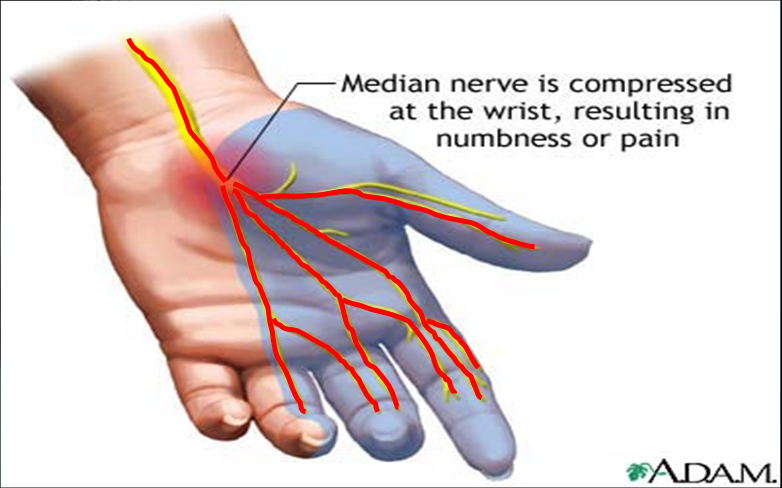 Median nerve is compressed
at the wrist, resulting in
numbness or pain
A.D.A.M.